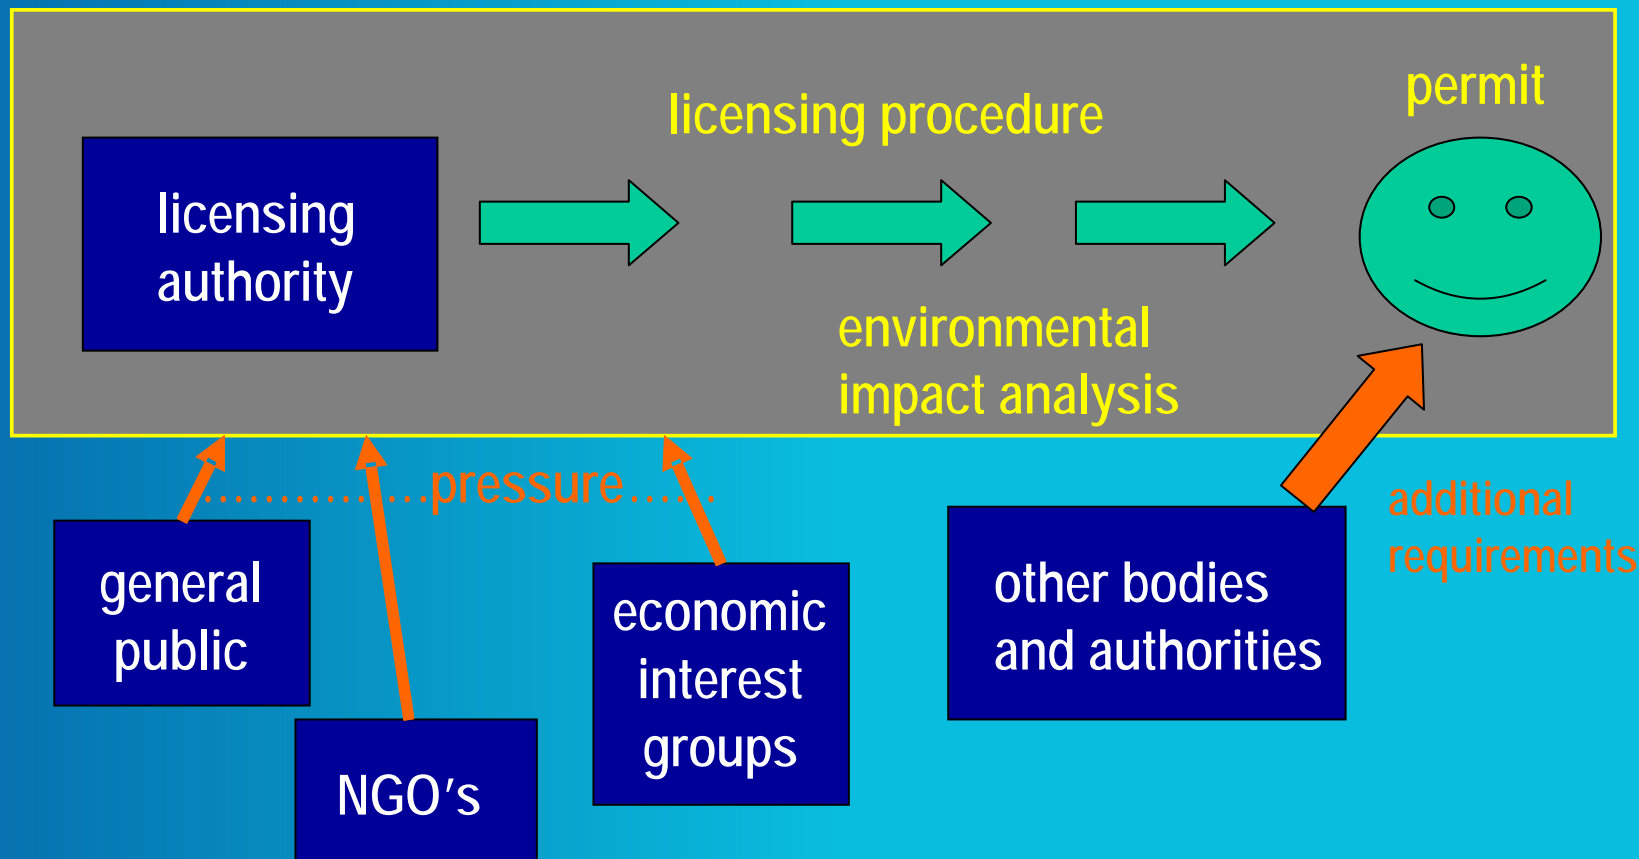 permit
licensing procedure
licensing
authority
environmental
impact analysis
...............pressure......
additional
requirements
general
public
NGO's
economic
interest
groups
other bodies
and authorities